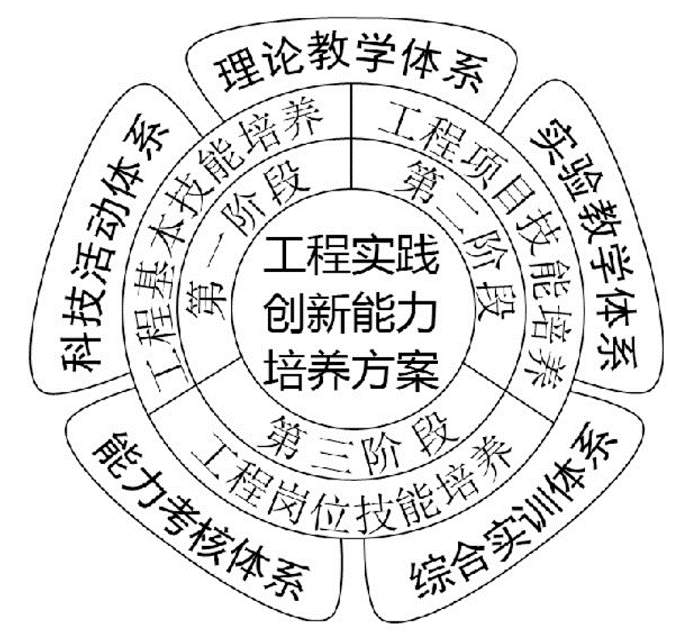 理论教学体系
实验教学体系
综合实训体系
能力考核体系
科技活动体系
工程基本技能培养
工程项目技能培养
工程岗位技能培养
第一阶段
第二阶段
第三阶段
工程实践
创新能力
培养方案